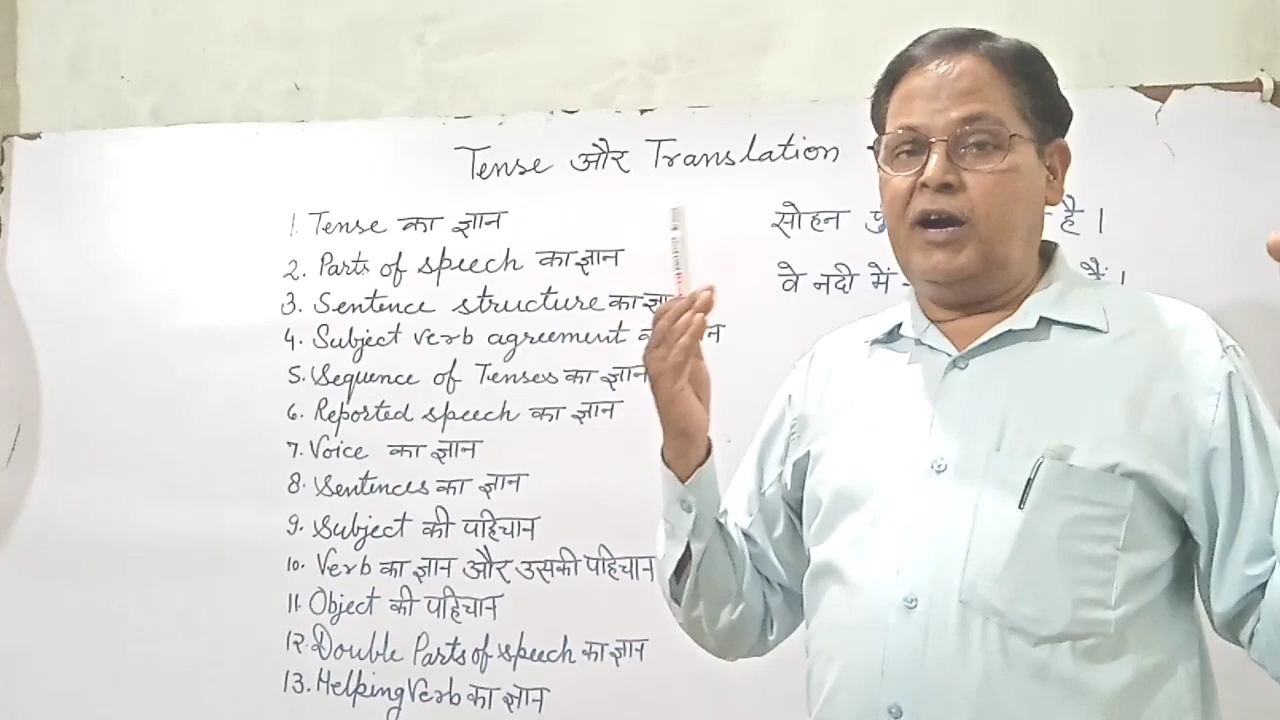 Tense और Translation
1. Tense का ज्ञान
2. Parts of speech का ज्ञान
3. Sentence structure का
4. Subject verb agreement
5. Sequence of Tenses का ज्ञान
6. Reported speech का ज्ञान
7. Voice का ज्ञान
8. Sentences का ज्ञान
9. Subject की पहिचान
10. Verb का ज्ञान और उसकी पहिचान
11. Object की पहिचान
12. Double Parts of speech का ज्ञान
13. Helping Verb का ज्ञान
सोहन है ।
वे नदी में